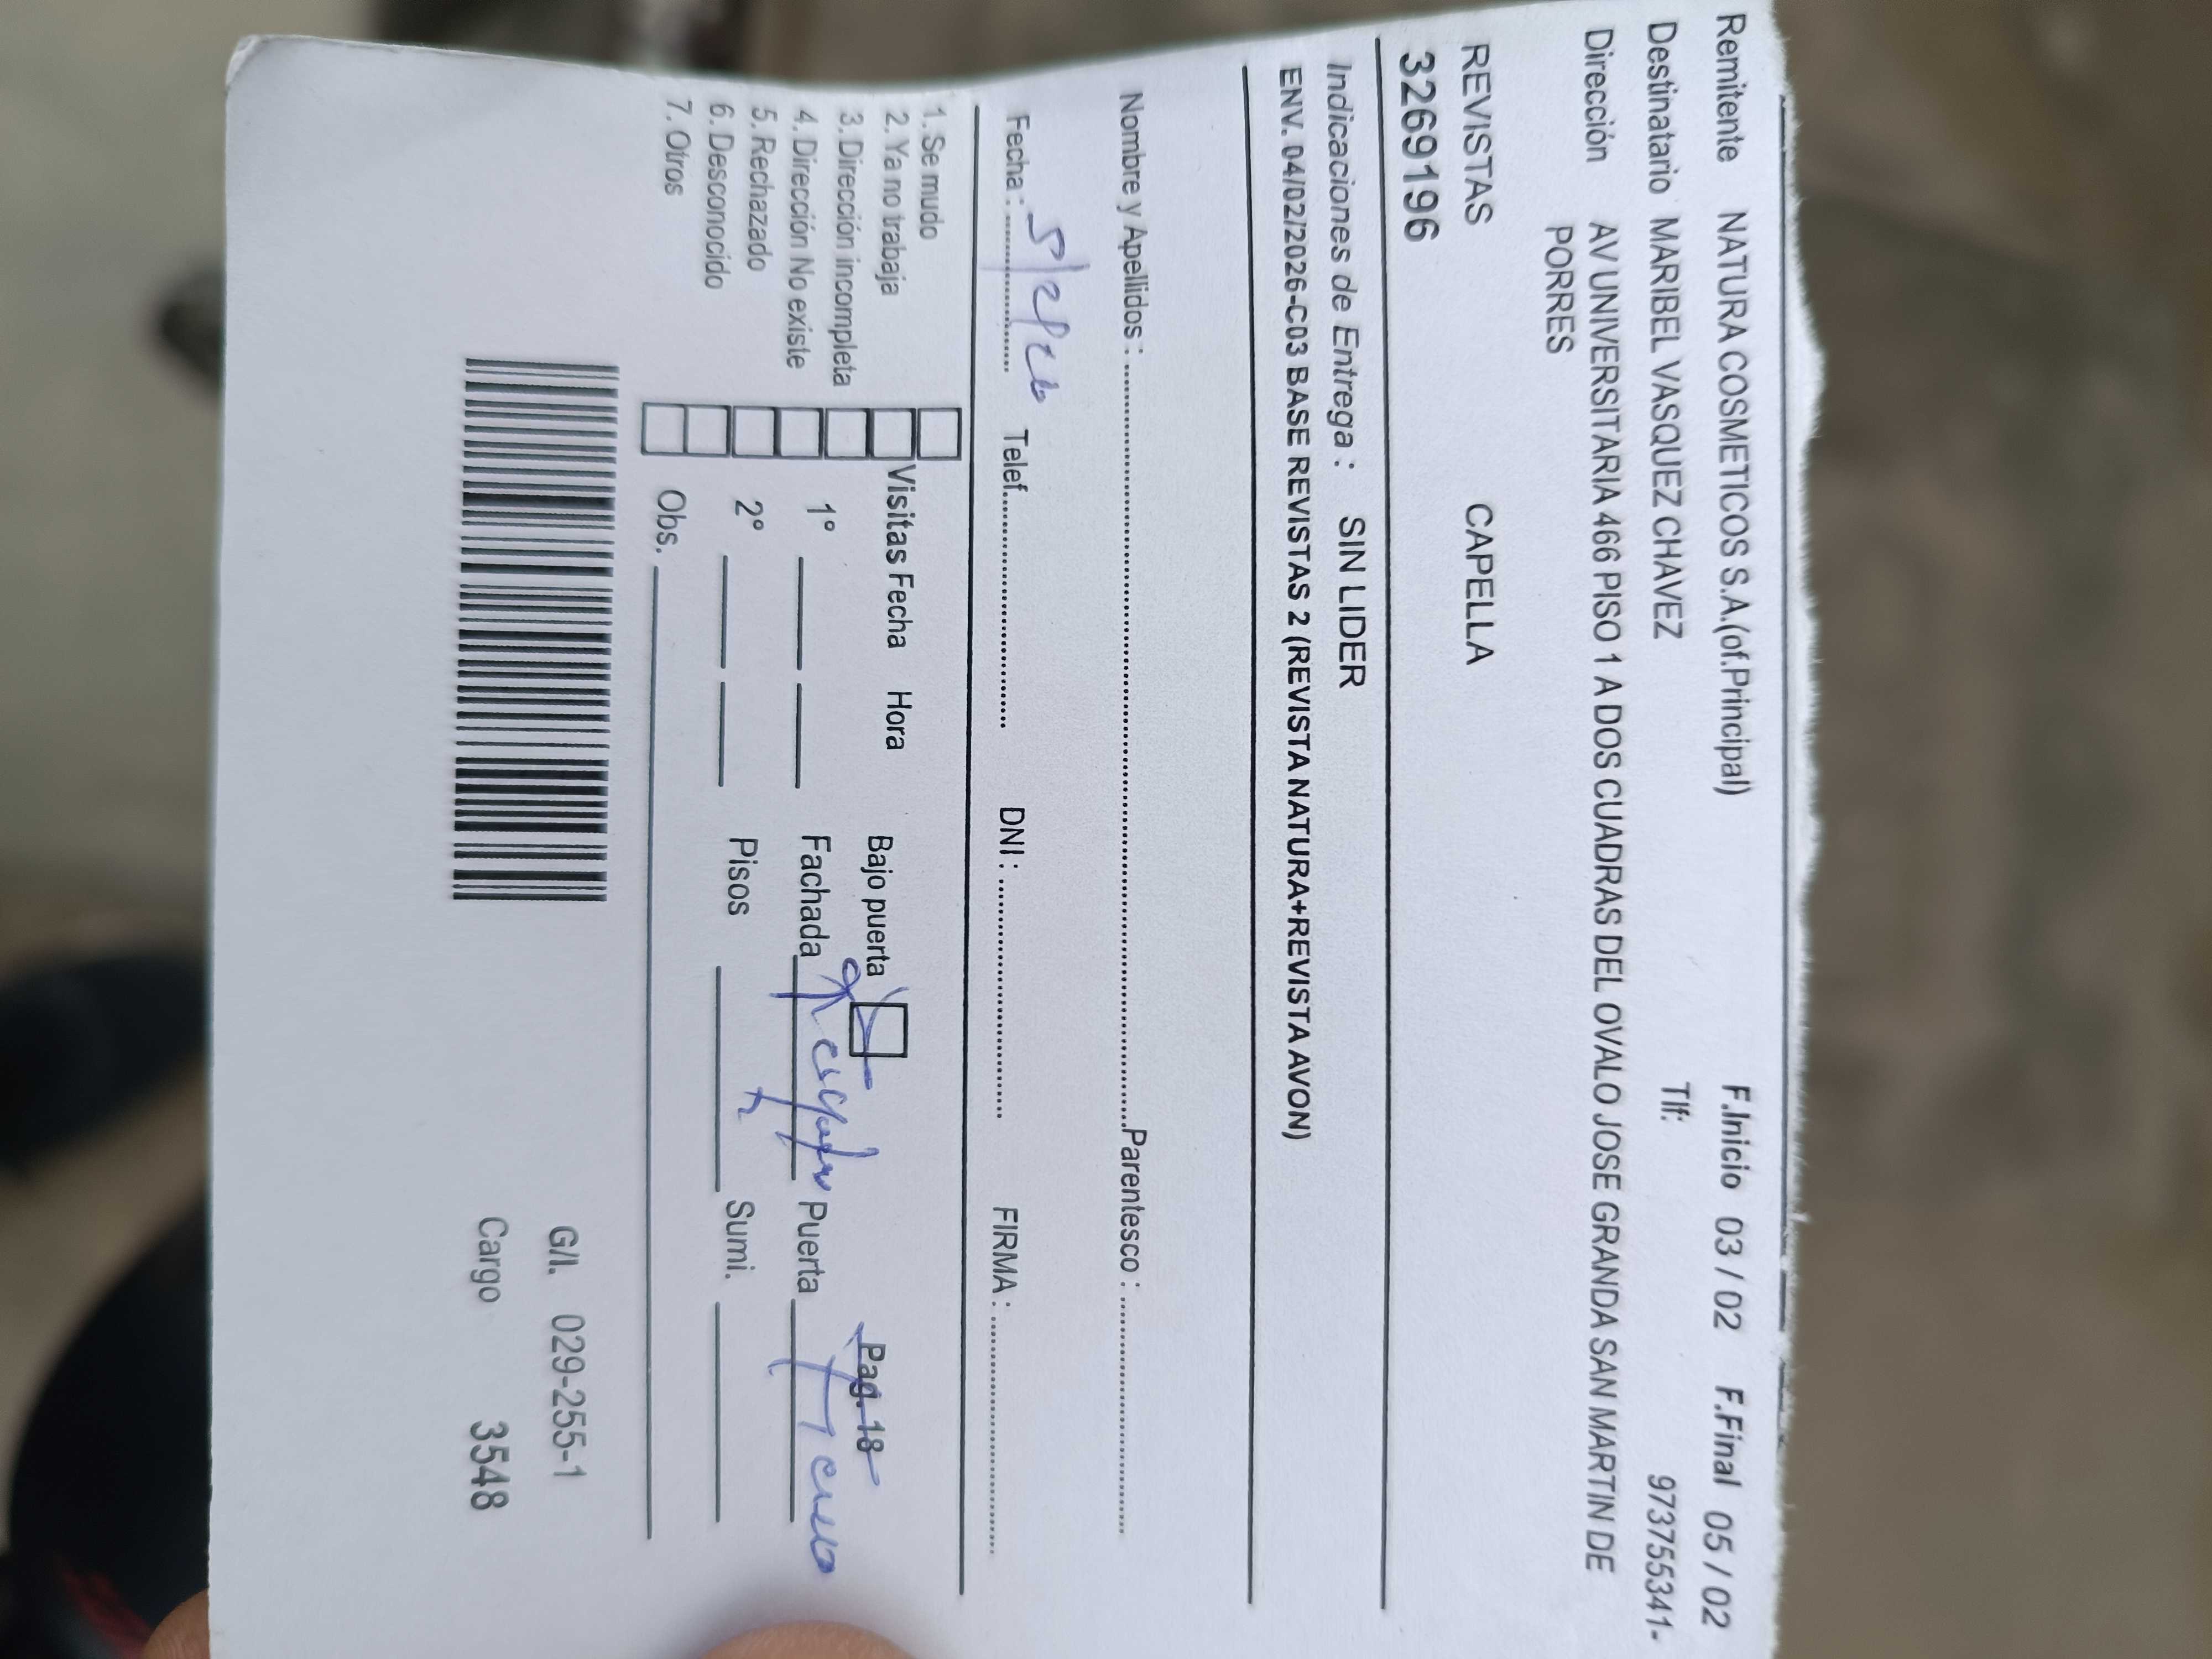 Remitente NATURA COSMETICOS S.A.(of.Principal) F.Inicio 03 / 02 F.Final 05 / 02
Destinatario MARIBEL VASQUEZ CHAVEZ Tlf: 973755341-
Dirección AV UNIVERSITARIA 466 PISO 1 A DOS CUADRAS DEL OVALO JOSE GRANDA SAN MARTIN DE
PORRES
REVISTAS CAPELLA
32691196
Indicaciones de Entrega : SIN LIDER
ENV. 04/02/2026-C03 BASE REVISTAS 2 (REVISTA NATURA+REVISTA AVON)
Nombre y Apellidos : Parentesco :
Fecha : 5/2/26 Telef. DNI : FIRMA :
1. Se mudo
2. Ya no trabaja Visitas Fecha Hora Bajo puerta Pag. 18
3. Dirección incompleta
4. Dirección No existe 1° Fachada Puerta
5. Rechazado 2° Pisos Sumi.
6. Desconocido
7. Otros Obs.
G/I. 029-255-1
Cargo 3548